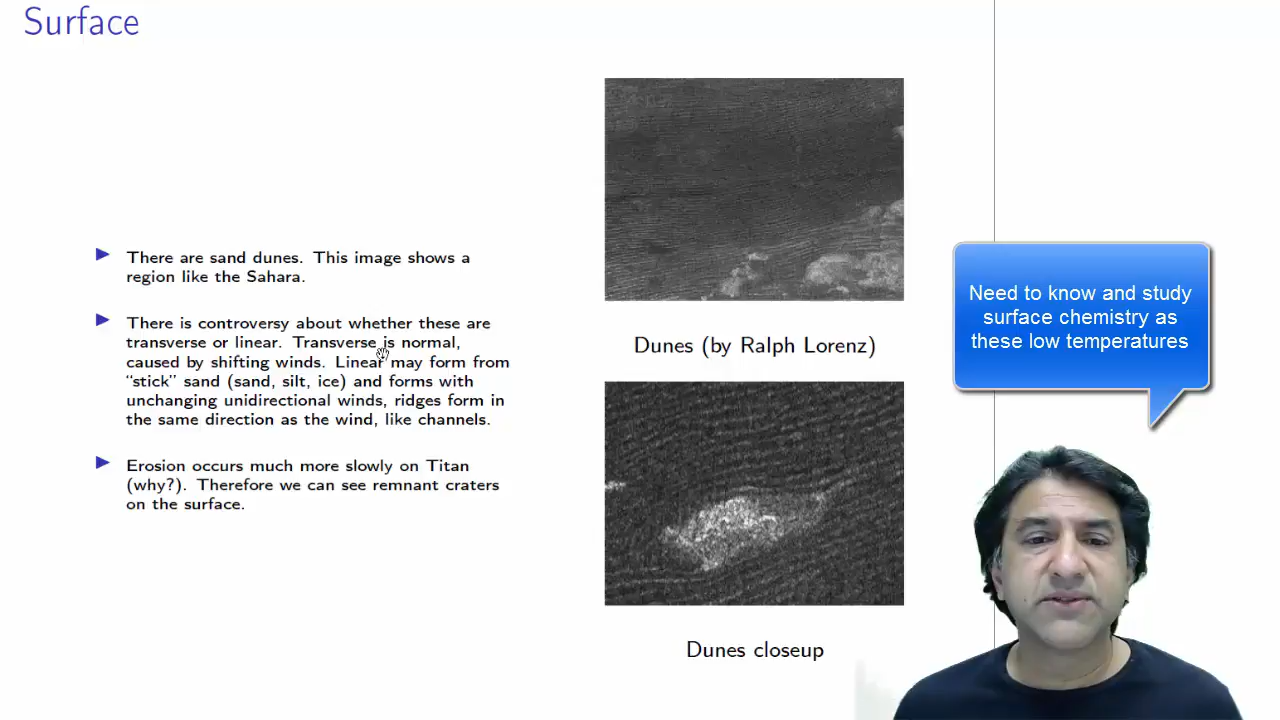 Surface
There are sand dunes. This image shows a
region like the Sahara.
There is controversy about whether these are
transverse or linear. Transverse is normal,
caused by shifting winds. Linear may form from
“stick” sand (sand, silt, ice) and forms with
unchanging unidirectional winds, ridges form in
the same direction as the wind, like channels.
Erosion occurs much more slowly on Titan
(why?). Therefore we can see remnant craters
on the surface.
Dunes (by Ralph Lorenz)
Dunes closeup
Need to know and study
surface chemistry as
these low temperatures